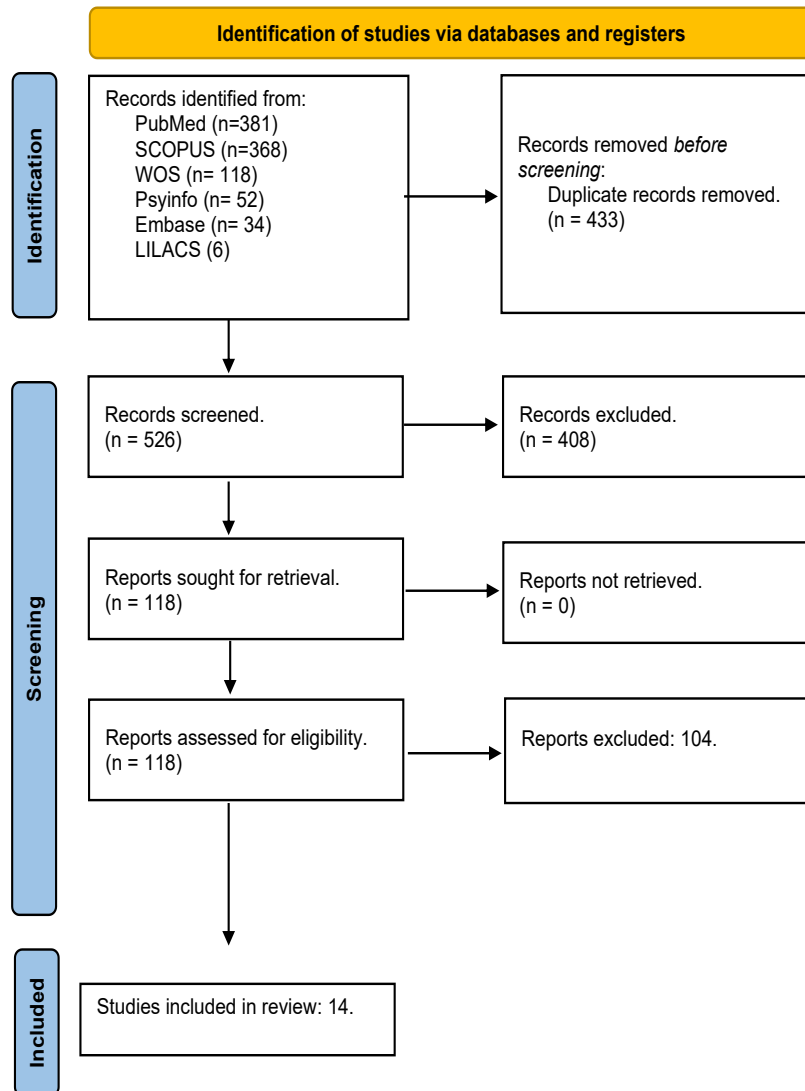 Identification of studies via databases and registers
Identification
Records identified from:
PubMed (n=381)
SCOPUS (n=368)
WOS (n= 118)
Psyinfo (n= 52)
Embase (n= 34)
LILACS (6)
Records removed before
screening:
Duplicate records removed.
(n = 433)
Screening
Records screened.
(n = 526)
Records excluded.
(n = 408)
Reports sought for retrieval.
(n = 118)
Reports not retrieved.
(n = 0)
Reports assessed for eligibility.
(n = 118)
Reports excluded: 104.
Included
Studies included in review: 14.